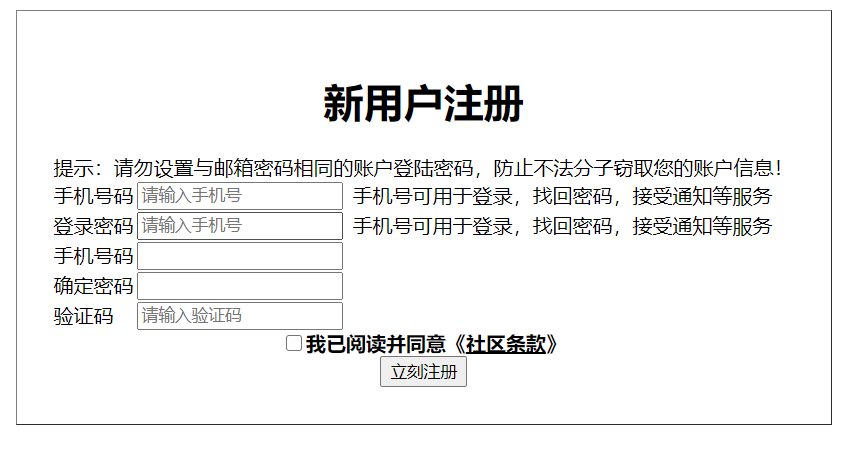 新用户注册
提示：请勿设置与邮箱密码相同的账户登陆密码，防止不法分子窃取您的账户信息！
手机号码 请输入手机号 手机号可用于登录，找回密码，接受通知等服务
登录密码 请输入手机号 手机号可用于登录，找回密码，接受通知等服务
手机号码
确定密码
验证码 请输入验证码
我已阅读并同意《社区条款》
立刻注册